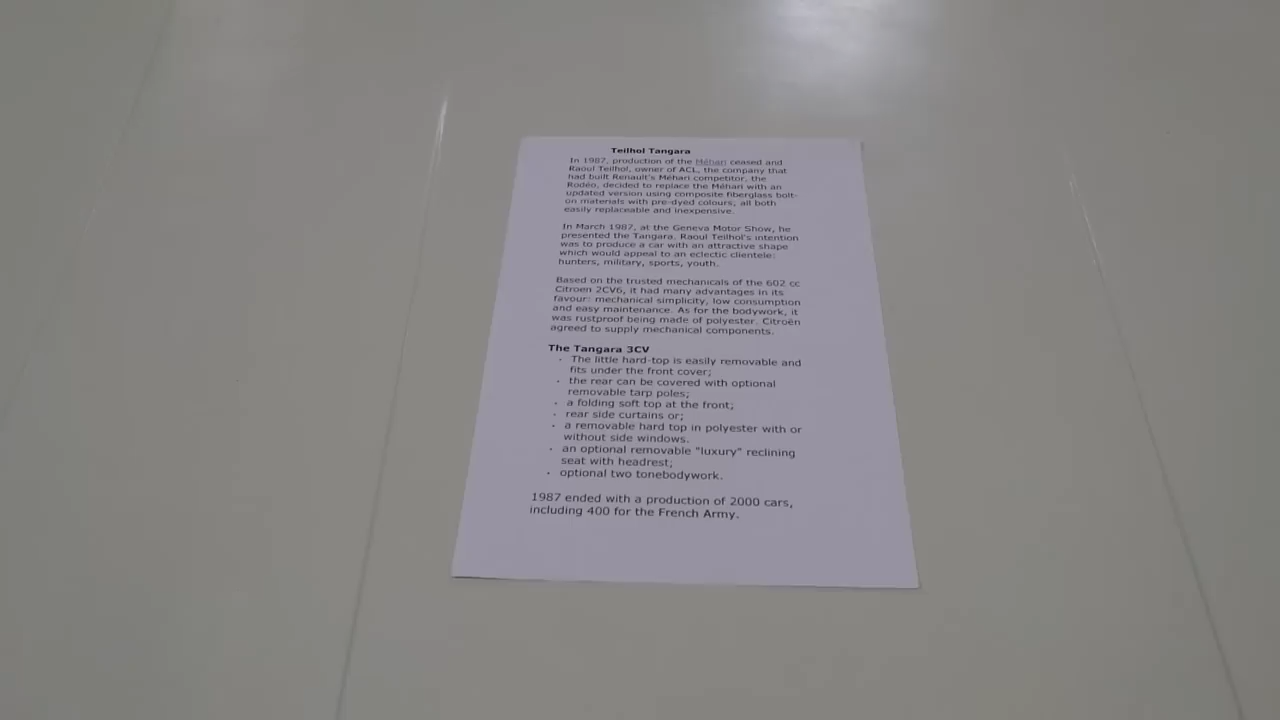 Teilhol Tangara
In 1987, production of the Méhari ceased and
Raoul Teilhol, owner of ACL, the company that
had built Renault's Méhari competitor, the
Rodéo, decided to replace the Méhari with an
updated version using composite fiberglass bolt-
on materials with pre-dyed colours, all both
easily replaceable and inexpensive.
In March 1987, at the Geneva Motor Show, he
presented the Tangara. Raoul Teilhol's intention
was to produce a car with an attractive shape
which would appeal to an eclectic clientele:
hunters, military, sports, youth.
Based on the trusted mechanicals of the 602 cc
Citroen 2CV6, it had many advantages in its
favour: mechanical simplicity, low consumption
and easy maintenance. As for the bodywork, it
was rustproof being made of polyester. Citroën
agreed to supply mechanical components.
The Tangara 3CV
· The little hard-top is easily removable and
fits under the front cover;
· the rear can be covered with optional
removable tarp poles;
· a folding soft top at the front;
· rear side curtains or;
· a removable hard top in polyester with or
without side windows.
· an optional removable "luxury" reclining
seat with headrest;
· optional two tonebodywork.
1987 ended with a production of 2000 cars,
including 400 for the French Army.